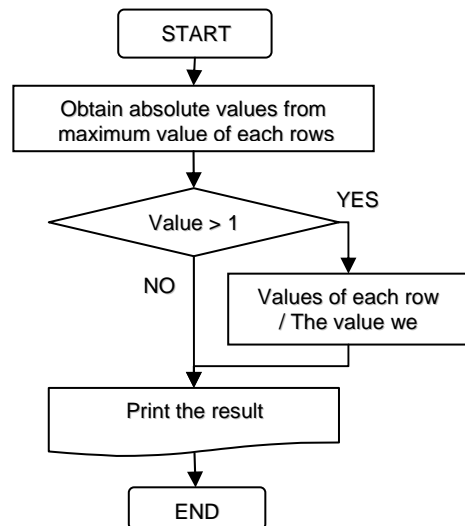 START
Obtain absolute values from
maximum value of each rows
Value > 1
YES
NO
Values of each row
/ The value we
Print the result
END